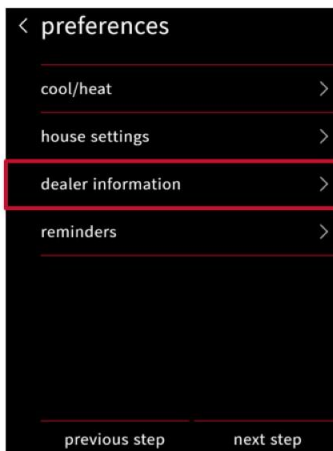 < preferences
cool/heat >
house settings >
dealer information >
reminders >
previous step next step